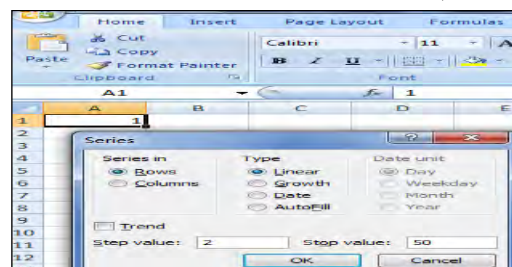 Home Insert Page Layout Formulas
Cut
Copy
Paste
Format Painter
Clipboard
Calibri 11 A
B I U
Font
A1 fx 1
A B C D E
1 1
2
3
4
5
6
7
8
9
10
11
12
Series
Series in Type Date unit
Rows Linear Day
Columns Growth Weekday
Date Month
AutoFill Year
Trend
Step value: 2 Stop value: 50
OK Cancel